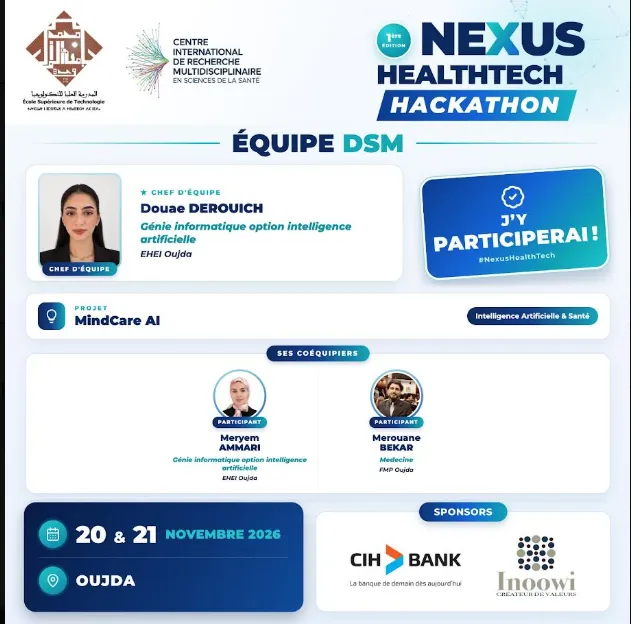 المدرسة العليا للتكنولوجيا
École Supérieure de Technologie
CENTRE
INTERNATIONAL
DE RECHERCHE
MULTIDISCIPLINAIRE
EN SCIENCES DE LA SANTÉ
1ère
ÉDITION
NEXUS
HEALTHTECH
HACKATHON
ÉQUIPE DSM
★ CHEF D'ÉQUIPE
Douae DEROUICH
Génie informatique option intelligence
artificielle
EHEI Oujda
CHEF D'ÉQUIPE
J'Y
PARTICIPERAI !
#NexusHealthTech
PROJET
MindCare AI
Intelligence Artificielle & Santé
SES COÉQUIPIERS
PARTICIPANT
Meryem
AMMARI
Génie informatique option intelligence
artificielle
EHEI Oujda
PARTICIPANT
Merouane
BEKAR
Medecine
FMP Oujda
20 & 21 NOVEMBRE 2026
OUJDA
SPONSORS
CIH BANK
La banque de demain dès aujourd'hui
Inoowi
CRÉATEUR DE VALEURS